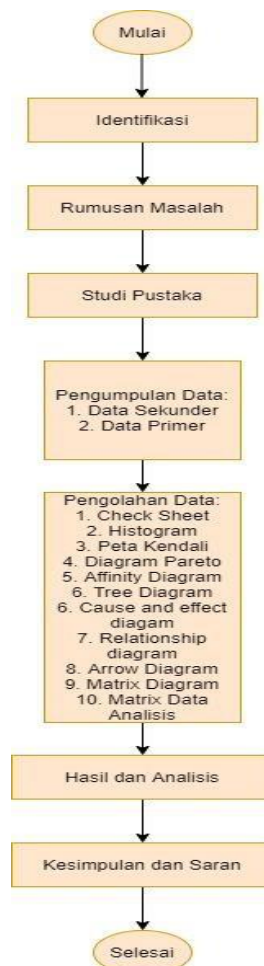 Mulai
Identifikasi
Rumusan Masalah
Studi Pustaka
Pengumpulan Data:
1. Data Sekunder
2. Data Primer
Pengolahan Data:
1. Check Sheet
2. Histogram
3. Peta Kendali
4. Diagram Pareto
5. Affinity Diagram
6. Tree Diagram
6. Cause and effect
diagam
7. Relationship
diagram
8. Arrow Diagram
9. Matrix Diagram
10. Matrix Data
Analisis
Hasil dan Analisis
Kesimpulan dan Saran
Selesai